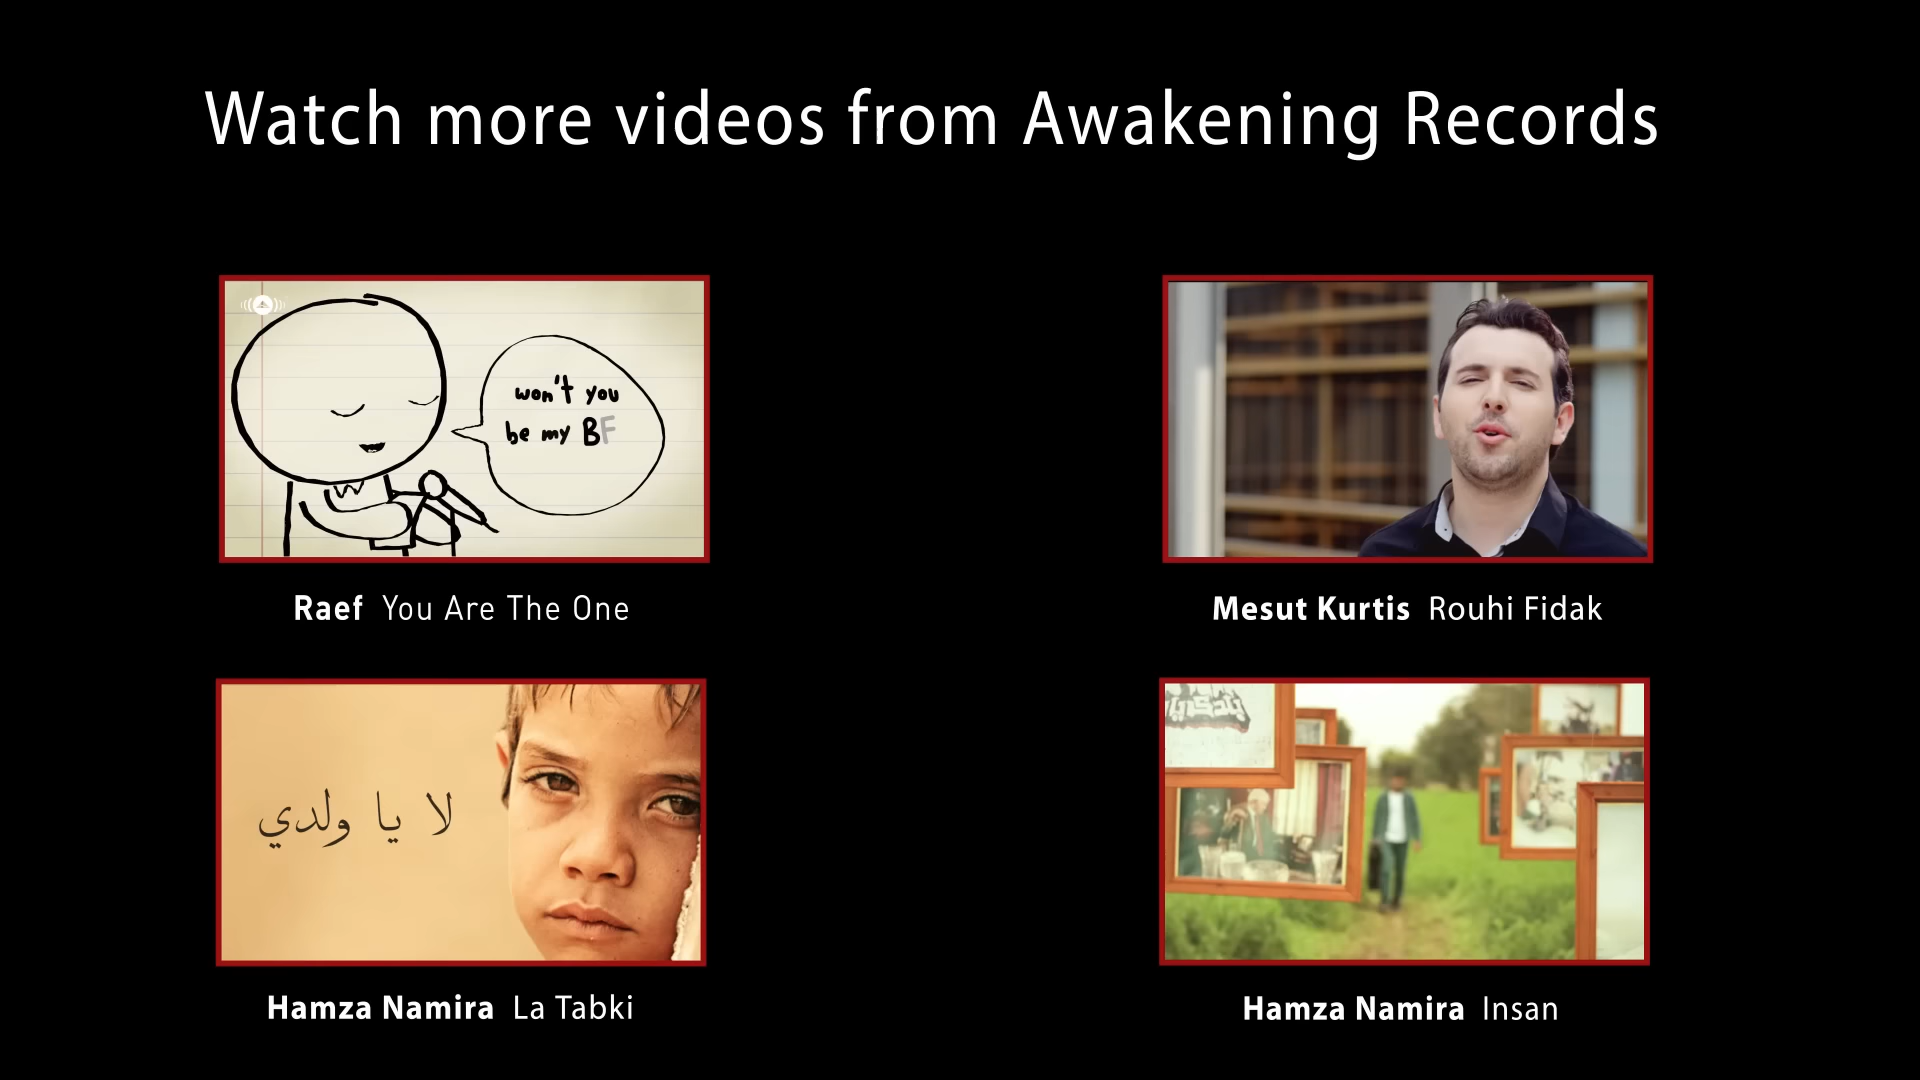 Watch more videos from Awakening Records
won't you
be my BF
Raef You Are The One
Mesut Kurtis Rouhi Fidak
لا يا ولدي
Hamza Namira La Tabki
Hamza Namira Insan